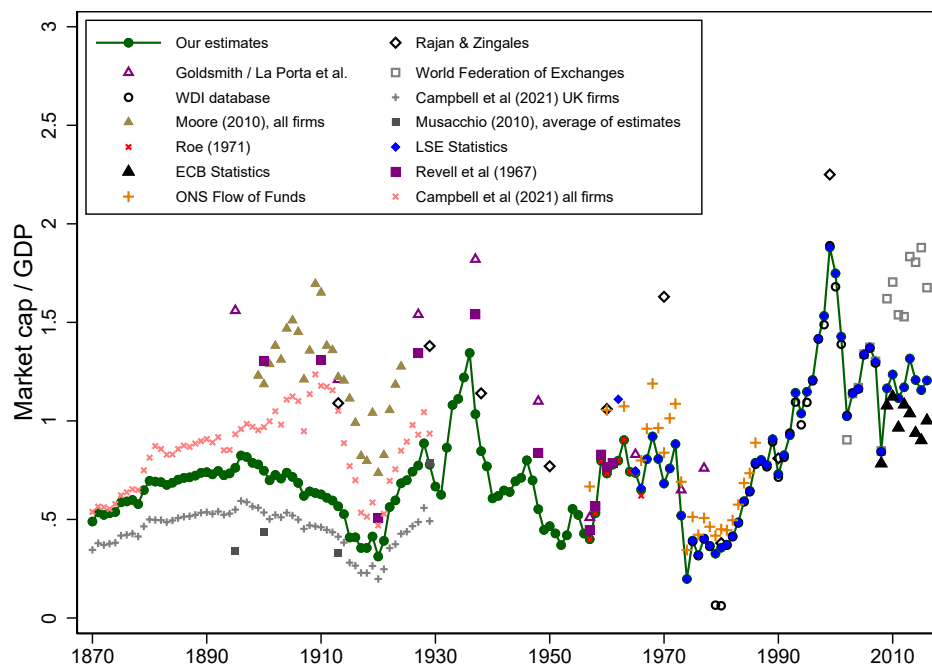 Market cap / GDP
3
2.5
2
1.5
1
.5
0
Our estimates
Goldsmith / La Porta et al.
WDI database
Moore (2010), all firms
Roe (1971)
ECB Statistics
ONS Flow of Funds
Rajan & Zingales
World Federation of Exchanges
Campbell et al (2021) UK firms
Musacchio (2010), average of estimates
LSE Statistics
Revell et al (1967)
Campbell et al (2021) all firms
1870 1890 1910 1930 1950 1970 1990 2010